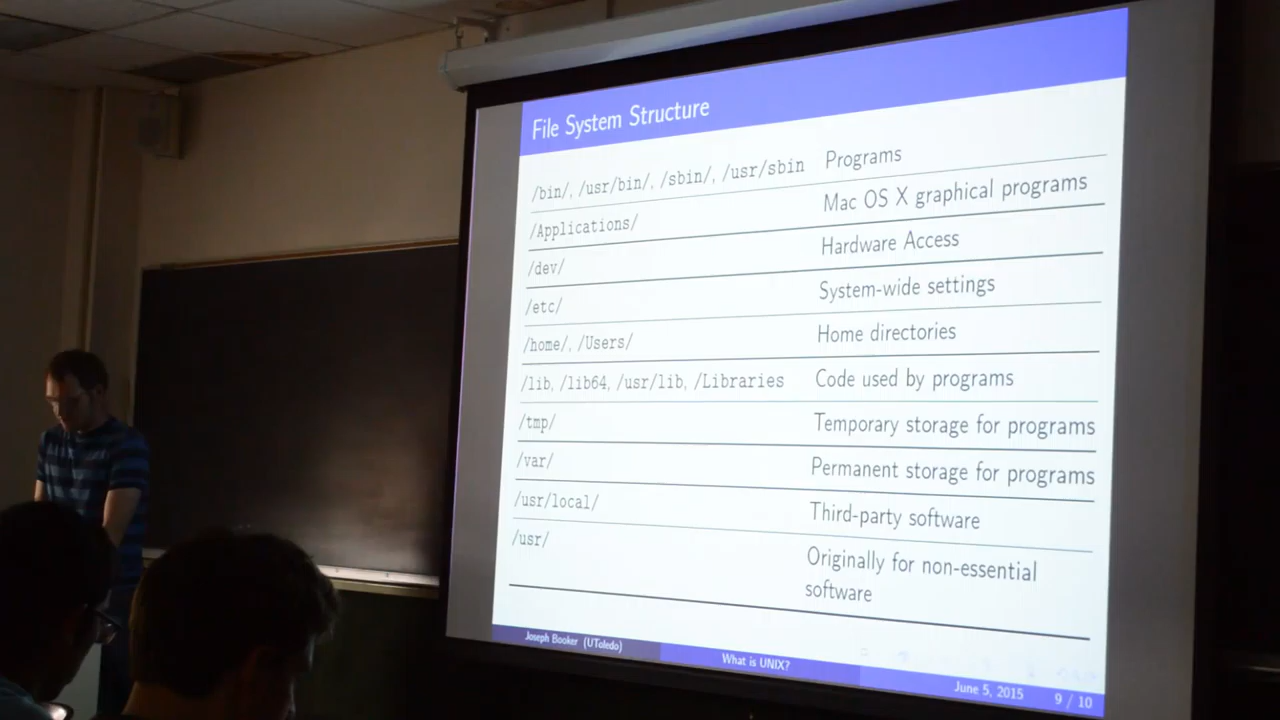 File System Structure
/bin/, /usr/bin/, /sbin/, /usr/sbin Programs
/Applications/ Mac OS X graphical programs
/dev/ Hardware Access
/etc/ System-wide settings
/home/, /Users/ Home directories
/lib, /lib64, /usr/lib, /Libraries Code used by programs
/tmp/ Temporary storage for programs
/var/ Permanent storage for programs
/usr/local/ Third-party software
/usr/ Originally for non-essential
software
Joseph Booker (UToledo) What is UNIX? June 5, 2015 9 / 10